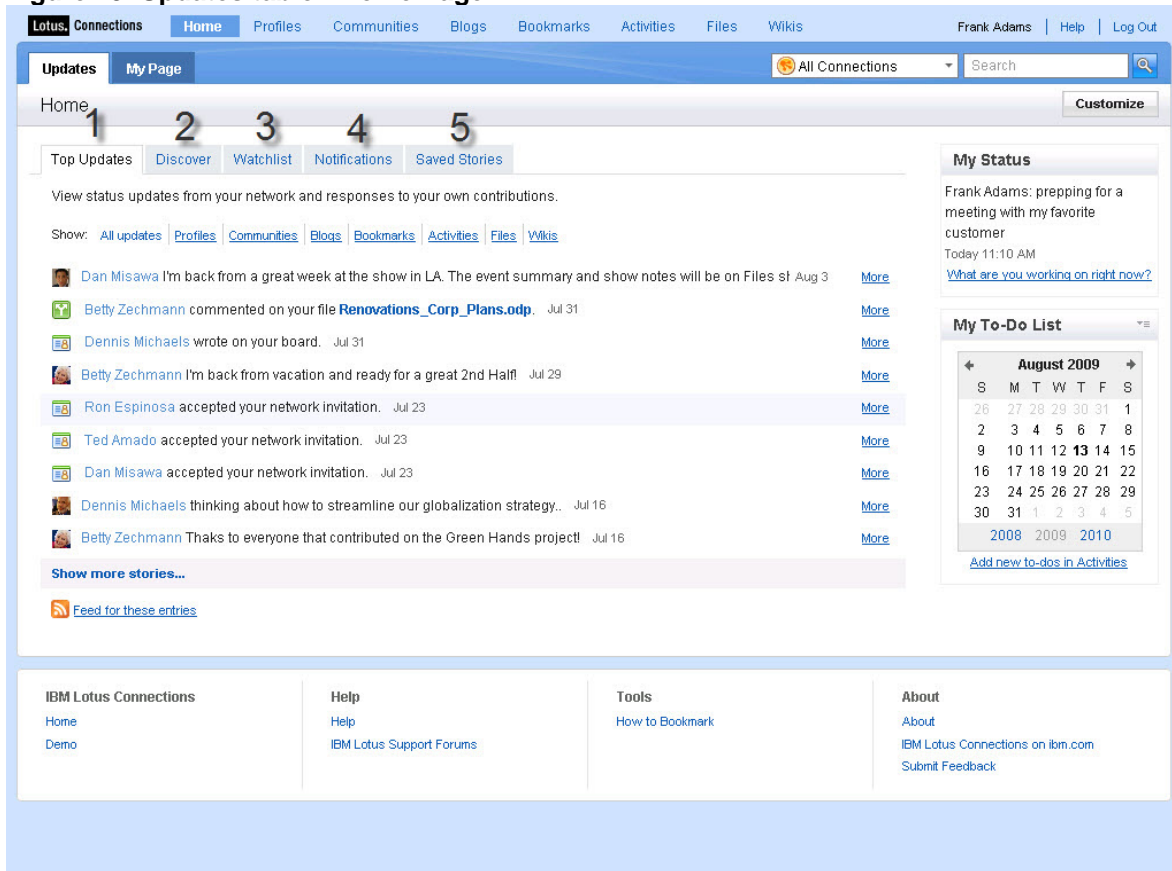 Lotus. Connections Home Profiles Communities Blogs Bookmarks Activities Files Wikis Frank Adams | Help | Log Out
Updates My Page All Connections Search
Home Customize
1 2 3 4 5
Top Updates Discover Watchlist Notifications Saved Stories
View status updates from your network and responses to your own contributions.
Show: All updates Profiles Communities Blogs Bookmarks Activities Files Wikis
Dan Misawa I'm back from a great week at the show in LA. The event summary and show notes will be on Files sh Aug 3 More
Betty Zechmann commented on your file Renovations_Corp_Plans.odp. Jul 31 More
Dennis Michaels wrote on your board. Jul 31 More
Betty Zechmann I'm back from vacation and ready for a great 2nd Half! Jul 29 More
Ron Espinosa accepted your network invitation. Jul 23 More
Ted Amado accepted your network invitation. Jul 23 More
Dan Misawa accepted your network invitation. Jul 23 More
Dennis Michaels thinking about how to streamline our globalization strategy.. Jul 16 More
Betty Zechmann Thaks to everyone that contributed on the Green Hands project! Jul 16 More
Show more stories...
Feed for these entries
My Status
Frank Adams: prepping for a
meeting with my favorite
customer
Today 11:10 AM
What are you working on right now?
My To-Do List
August 2009
S M T W T F S
26 27 28 29 30 31 1
2 3 4 5 6 7 8
9 10 11 12 13 14 15
16 17 18 19 20 21 22
23 24 25 26 27 28 29
30 31 1 2 3 4 5
2008 2009 2010
Add new to-dos in Activities
IBM Lotus Connections
Home
Demo
Help
Help
IBM Lotus Support Forums
Tools
How to Bookmark
About
About
IBM Lotus Connections on ibm.com
Submit Feedback